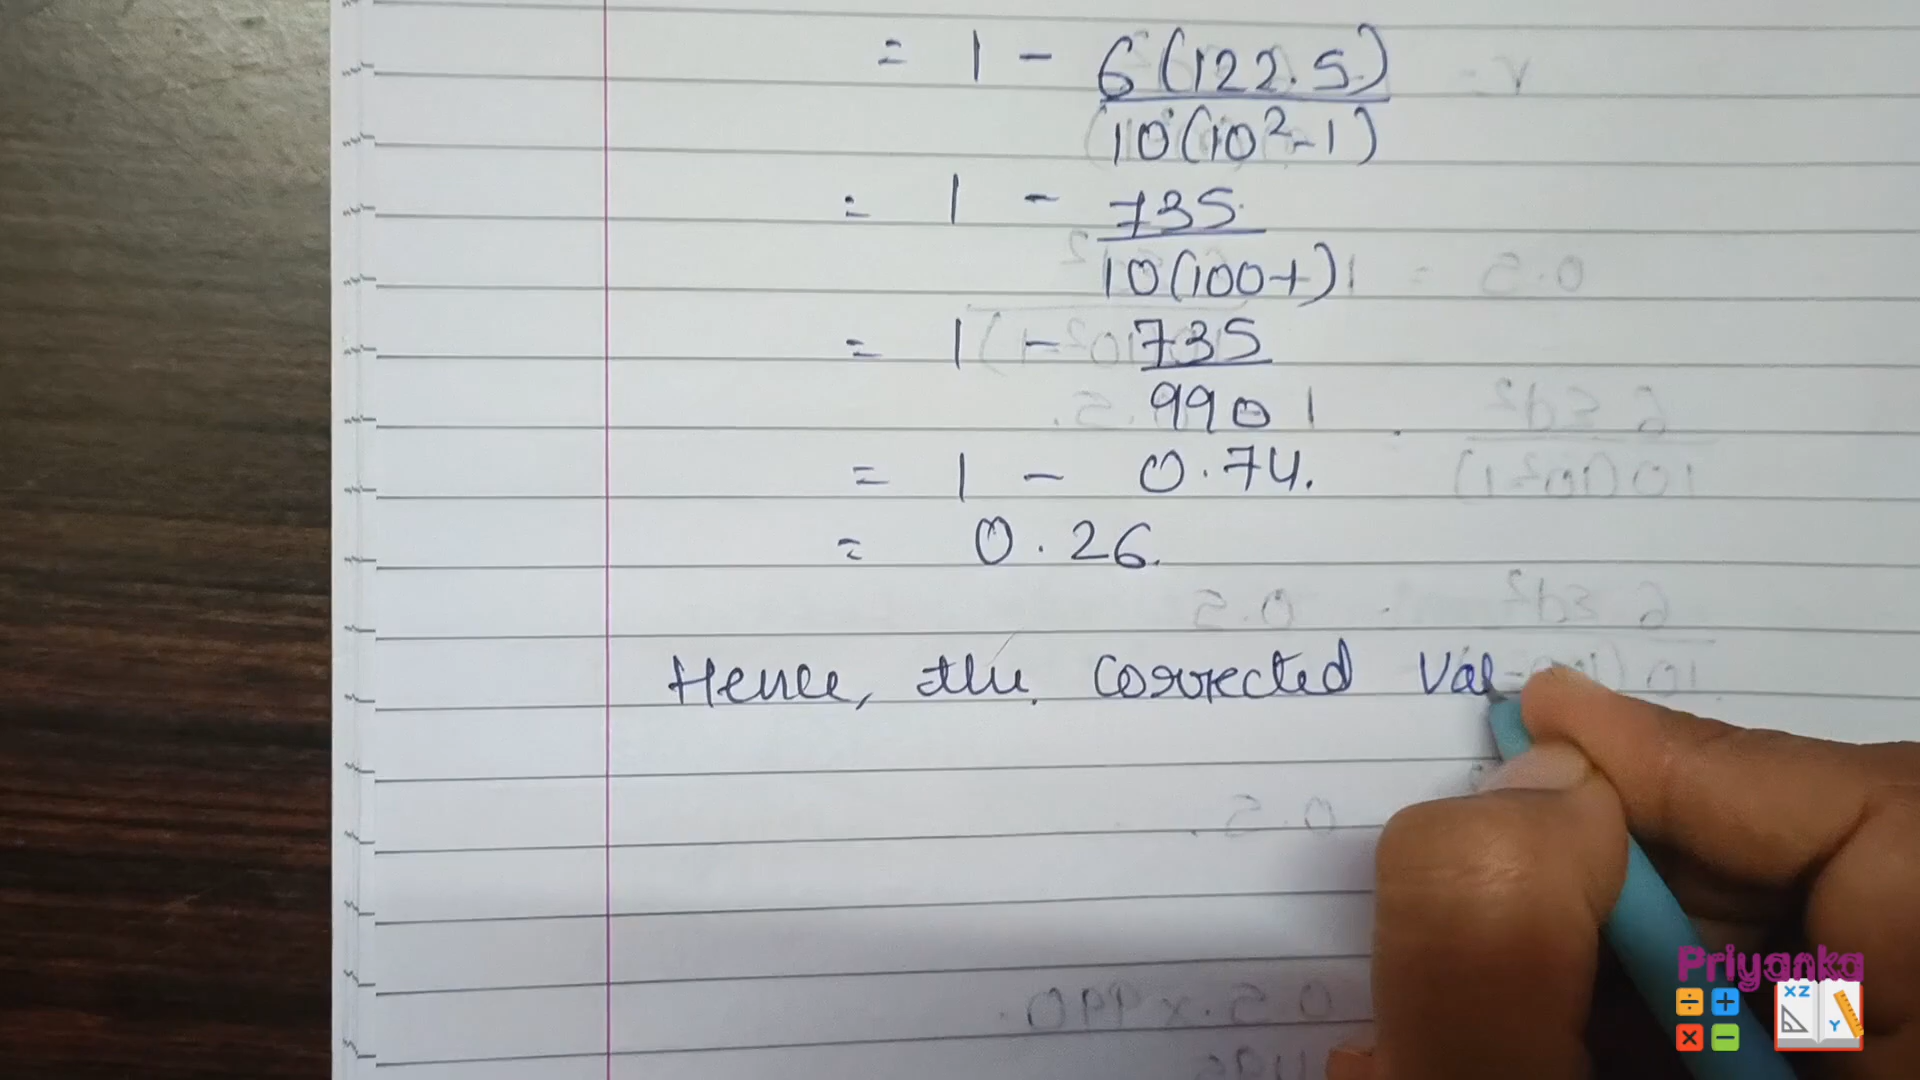 = 1 - 6(122.5)
10(10²-1)
= 1 - 735
10(100-1)
= 1 - 735
990
= 1 - 0.74.
= 0.26.
Hence, the corrected Val
Priyanka
XZ
Y